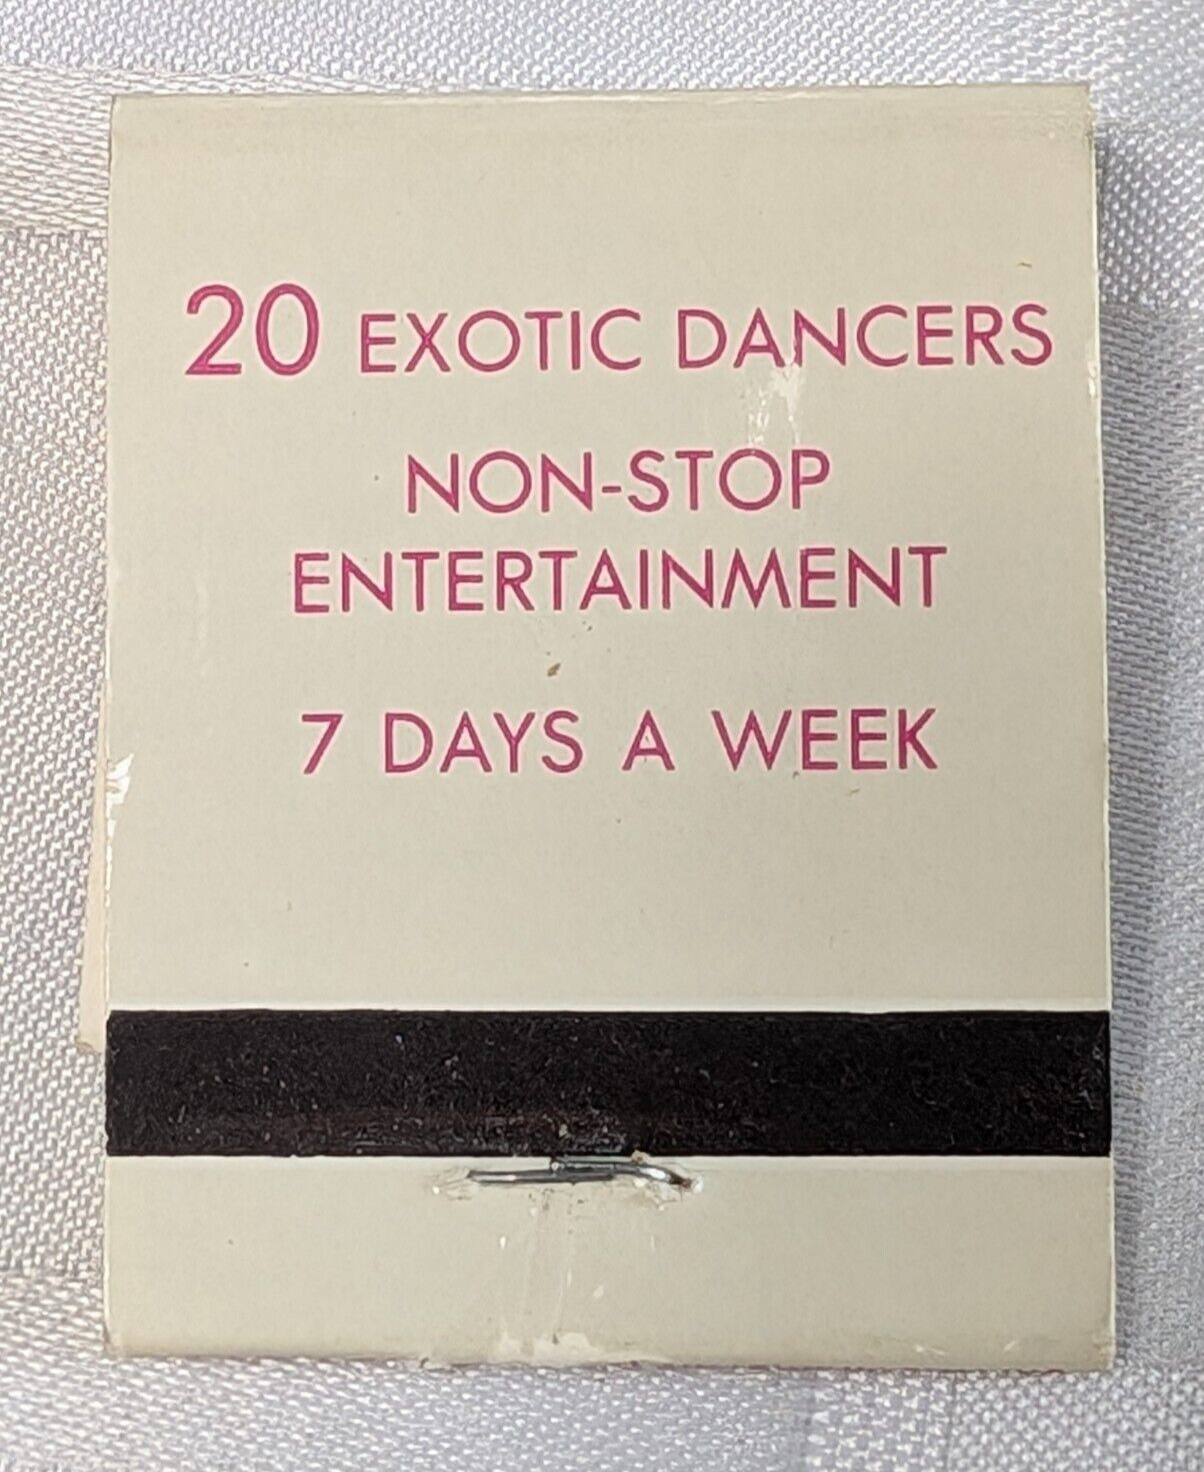 20 EXOTIC DANCERS
NON-STOP
ENTERTAINMENT
7 DAYS A WEEK